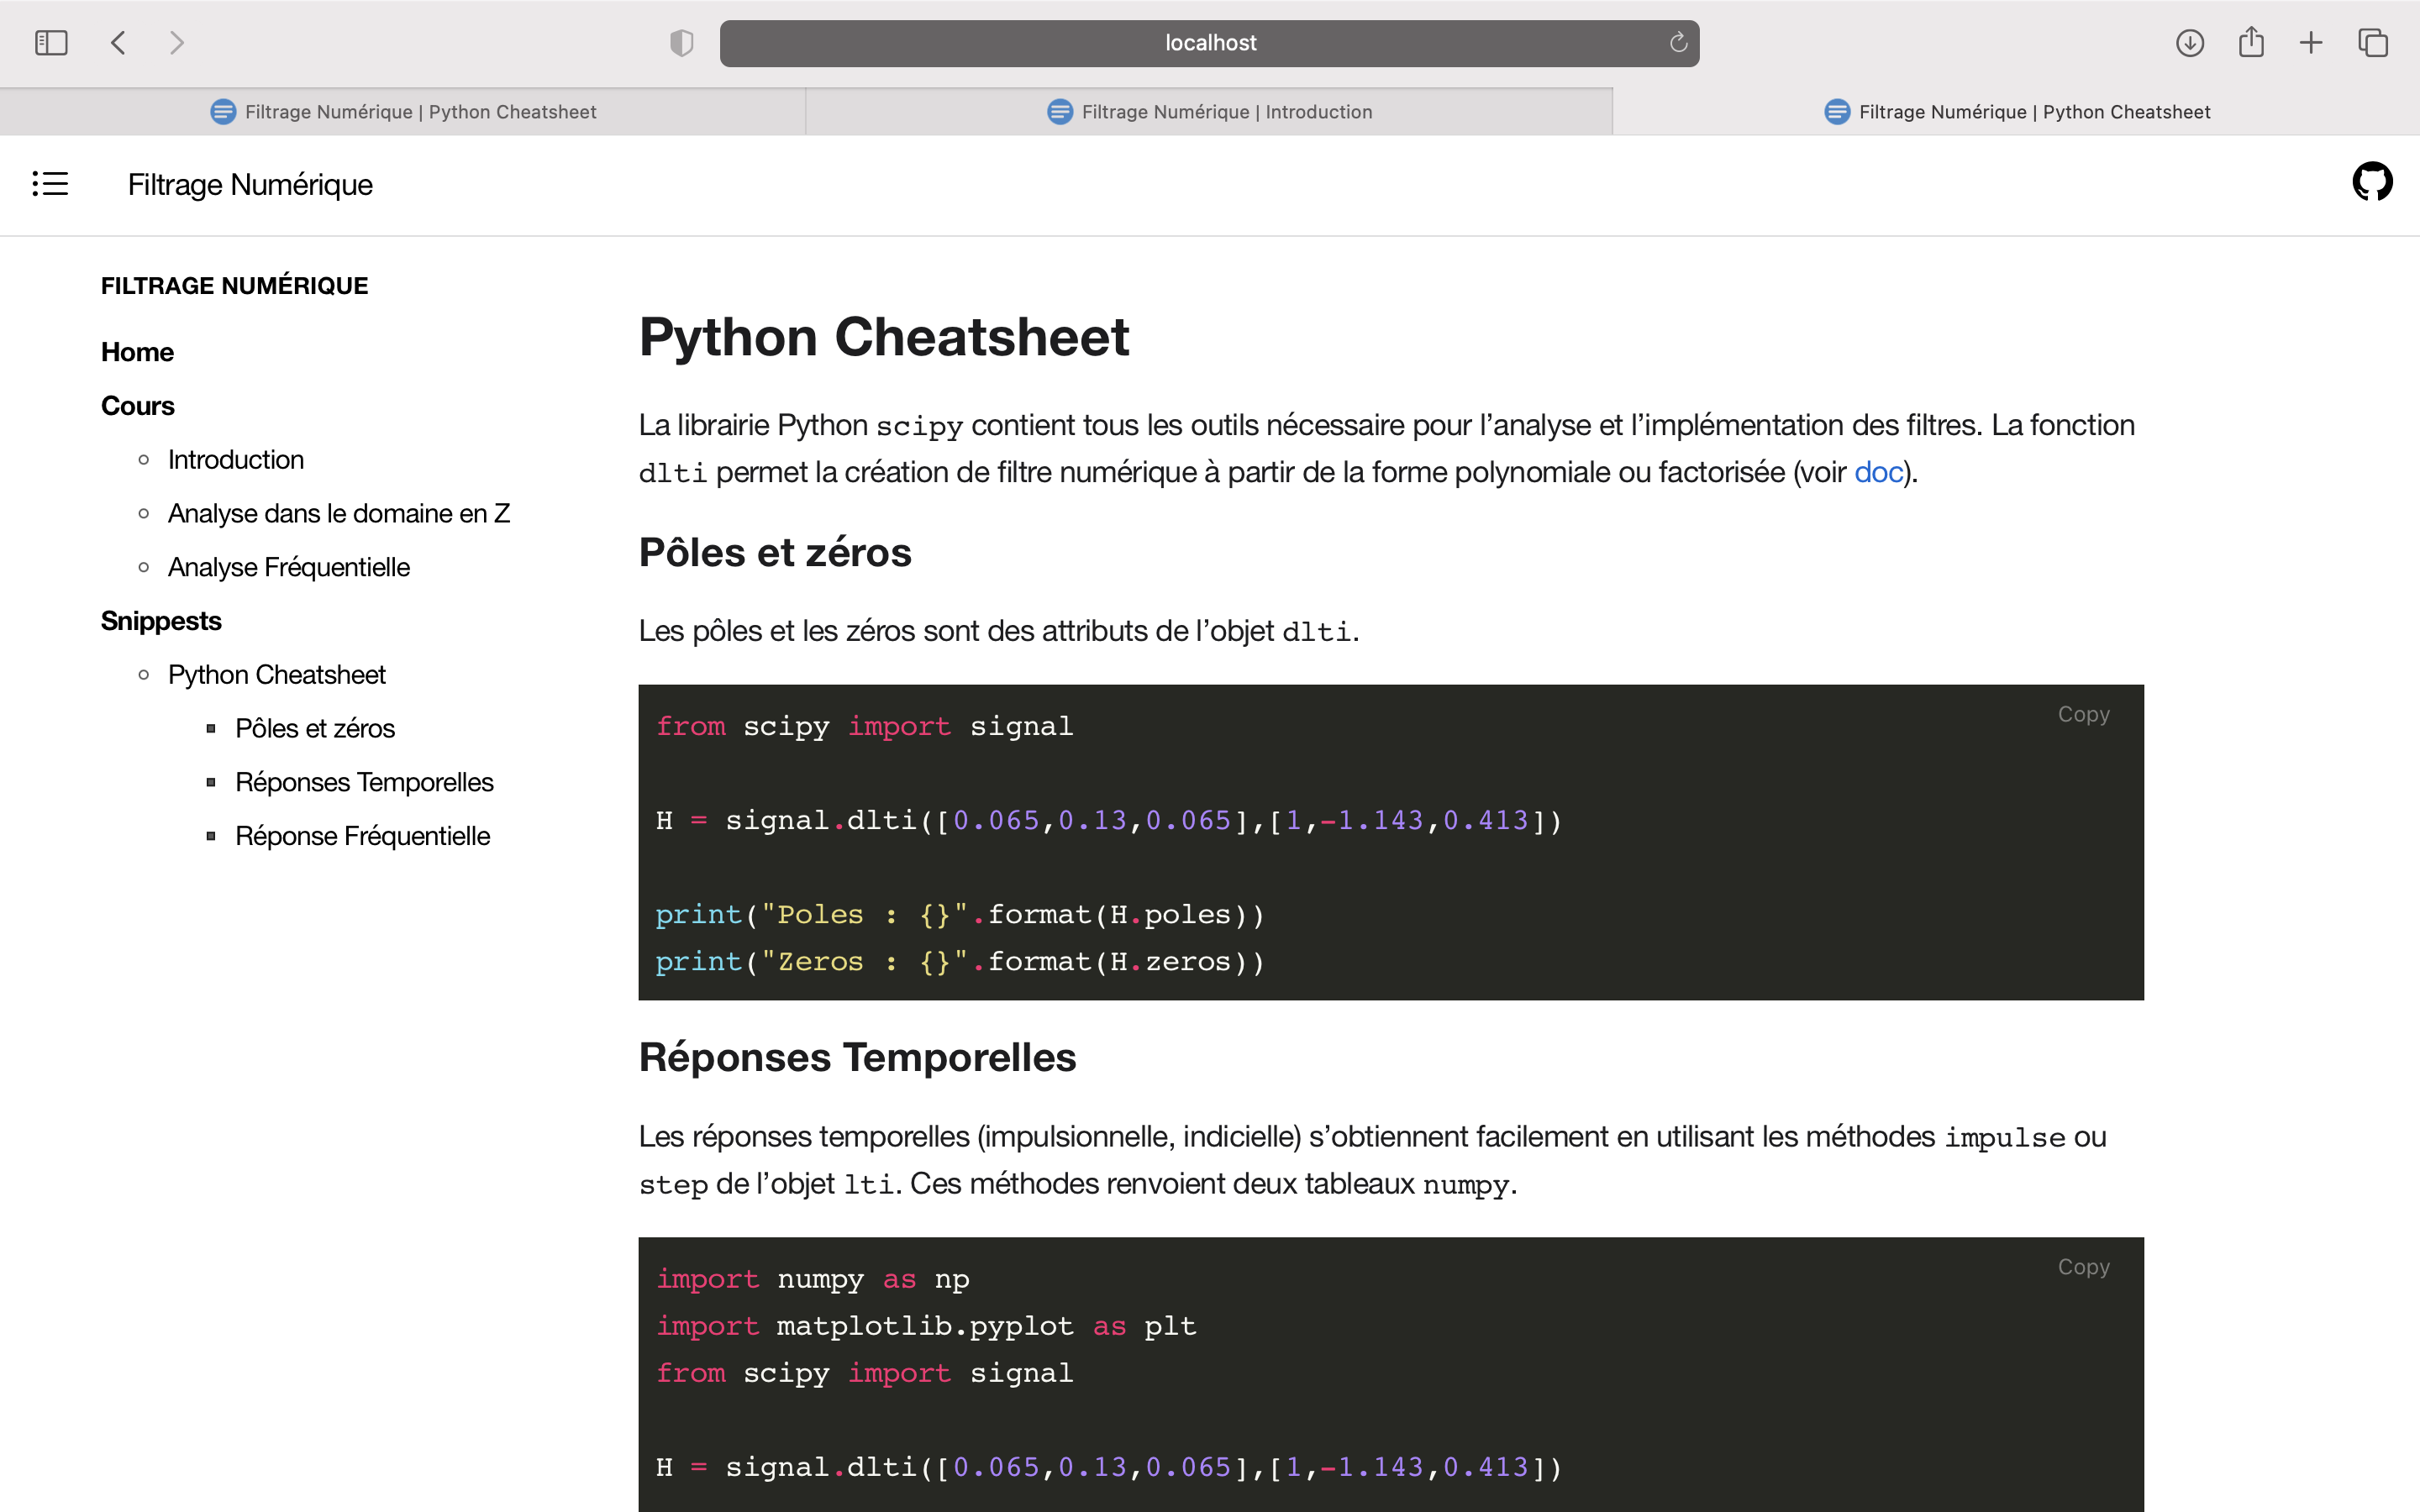 localhost
Filtrage Numérique | Python Cheatsheet
Filtrage Numérique | Introduction
Filtrage Numérique | Python Cheatsheet
Filtrage Numérique
FILTRAGE NUMÉRIQUE
Home
Cours
Introduction
Analyse dans le domaine en Z
Analyse Fréquentielle
Snippests
Python Cheatsheet
Pôles et zéros
Réponses Temporelles
Réponse Fréquentielle
Python Cheatsheet
La librairie Python scipy contient tous les outils nécessaire pour l’analyse et l’implémentation des filtres. La fonction
dlti permet la création de filtre numérique à partir de la forme polynomiale ou factorisée (voir doc).
Pôles et zéros
Les pôles et les zéros sont des attributs de l’objet dlti.
Copy
from scipy import signal
H = signal.dlti([0.065,0.13,0.065],[1,-1.143,0.413])
print("Poles : {}".format(H.poles))
print("Zeros : {}".format(H.zeros))
Réponses Temporelles
Les réponses temporelles (impulsionnelle, indicielle) s’obtiennent facilement en utilisant les méthodes impulse ou
step de l’objet lti. Ces méthodes renvoient deux tableaux numpy.
Copy
import numpy as np
import matplotlib.pyplot as plt
from scipy import signal
H = signal.dlti([0.065,0.13,0.065],[1,-1.143,0.413])